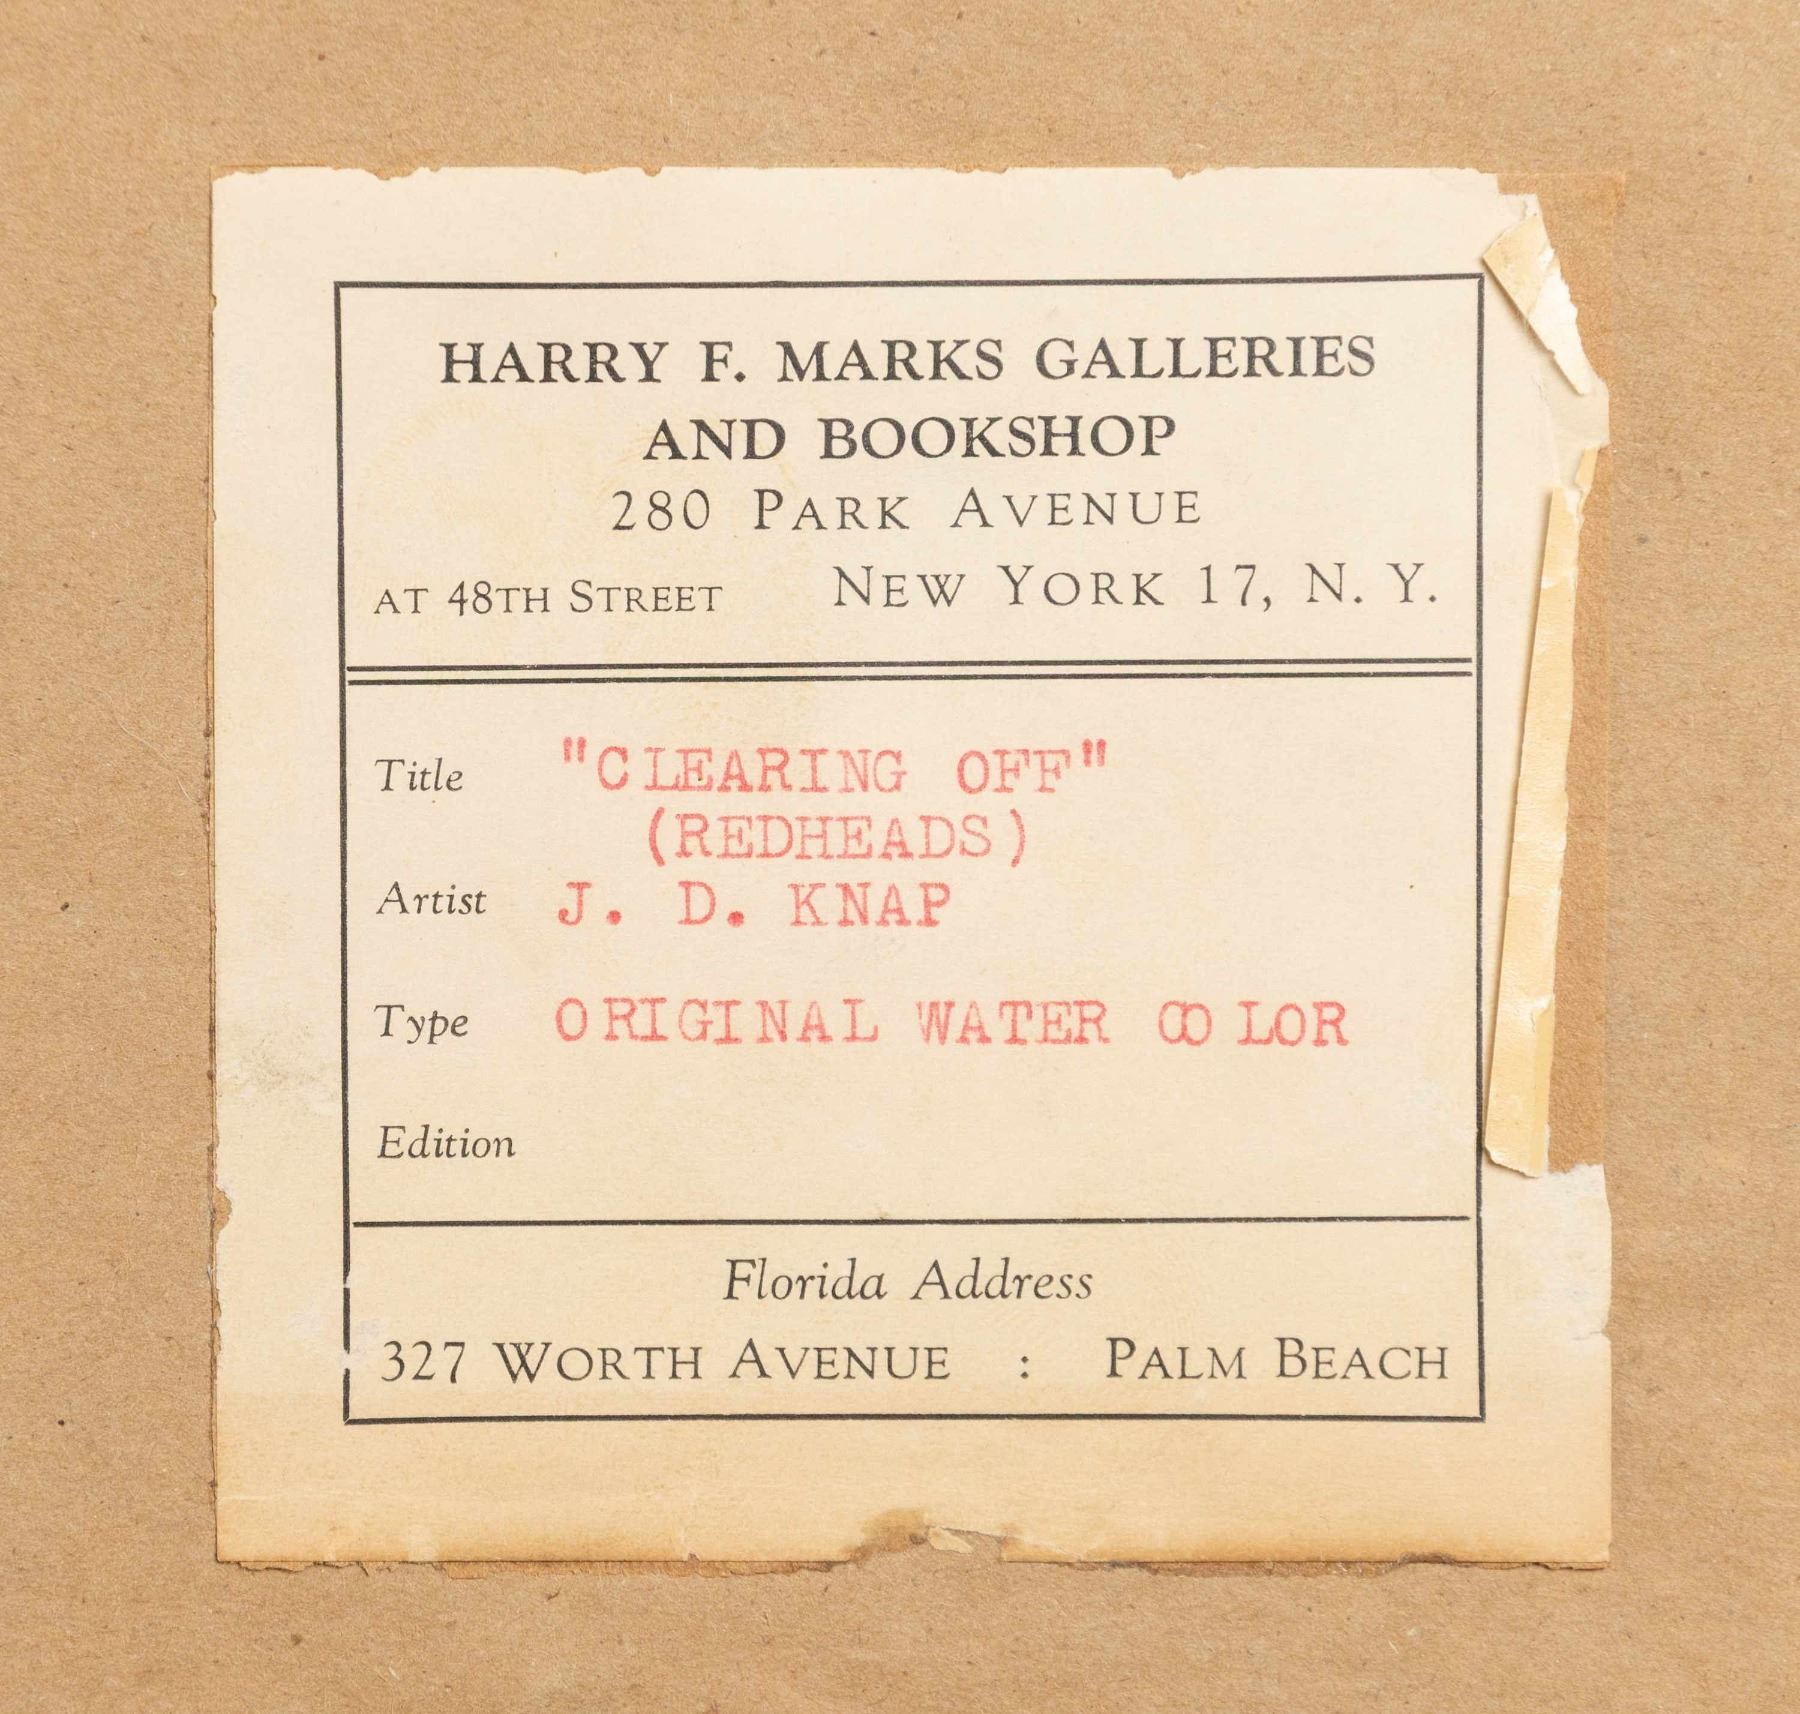 HARRY F. MARKS GALLERIES
AND BOOKSHOP
280 PARK AVENUE
AT 48TH STREET NEW YORK 17, N. Y.
Title "CLEARING OFF"
(REDHEADS)
Artist J. D. KNAP
Type ORIGINAL WATER COLOR
Edition
Florida Address
327 WORTH AVENUE : PALM BEACH